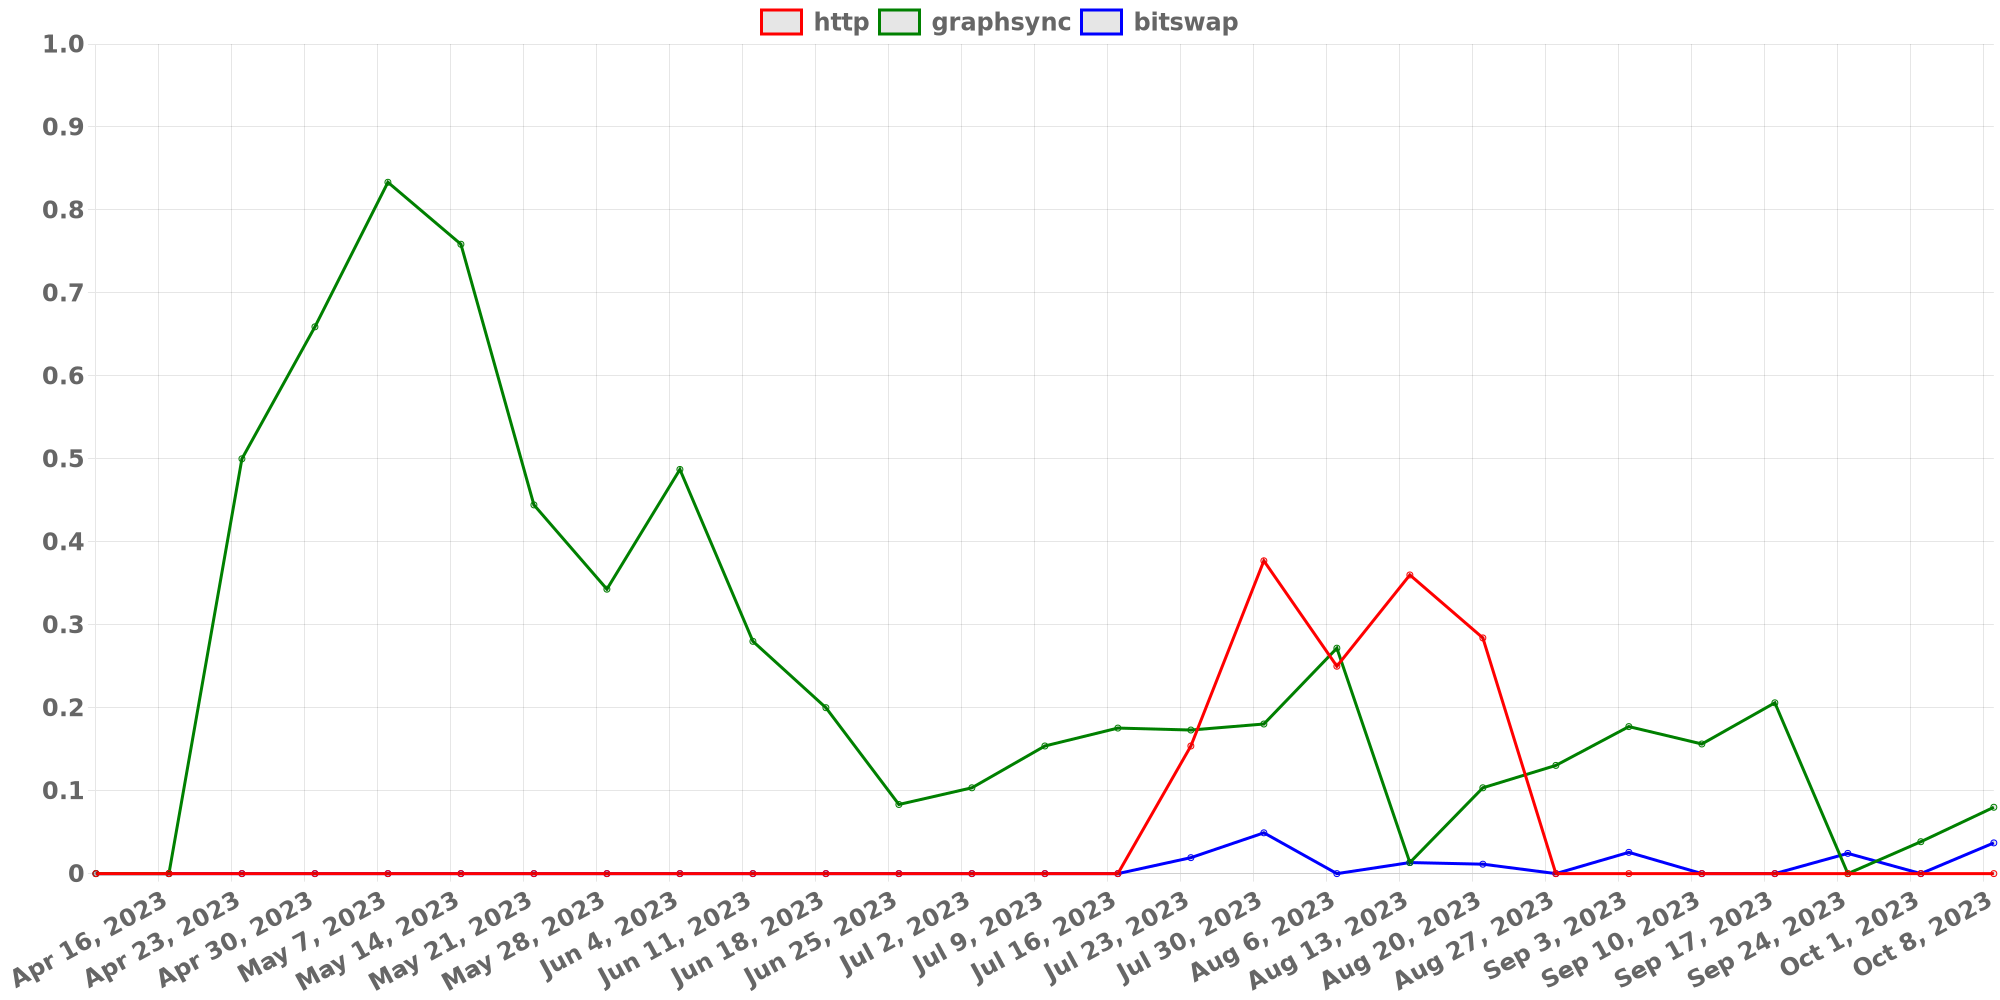 http graphsync bitswap
1.0
0.9
0.8
0.7
0.6
0.5
0.4
0.3
0.2
0.1
0
Apr 16, 2023
Apr 23, 2023
Apr 30, 2023
May 7, 2023
May 14, 2023
May 21, 2023
May 28, 2023
Jun 4, 2023
Jun 11, 2023
Jun 18, 2023
Jun 25, 2023
Jul 2, 2023
Jul 9, 2023
Jul 16, 2023
Jul 23, 2023
Jul 30, 2023
Aug 6, 2023
Aug 13, 2023
Aug 20, 2023
Aug 27, 2023
Sep 3, 2023
Sep 10, 2023
Sep 17, 2023
Sep 24, 2023
Oct 1, 2023
Oct 8, 2023